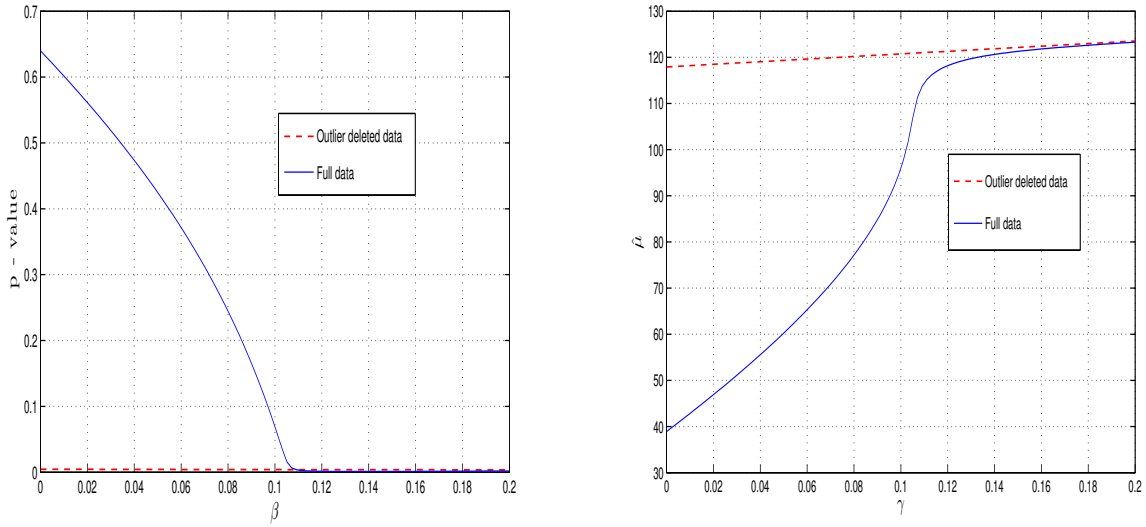 0.7
0.6
0.5
0.4
0.3
0.2
0.1
0
p - value
0 0.02 0.04 0.06 0.08 0.1 0.12 0.14 0.16 0.18 0.2
β
Outlier deleted data
Full data
130
120
110
100
90
80
70
60
50
40
30
μ̂
0 0.02 0.04 0.06 0.08 0.1 0.12 0.14 0.16 0.18 0.2
γ
Outlier deleted data
Full data